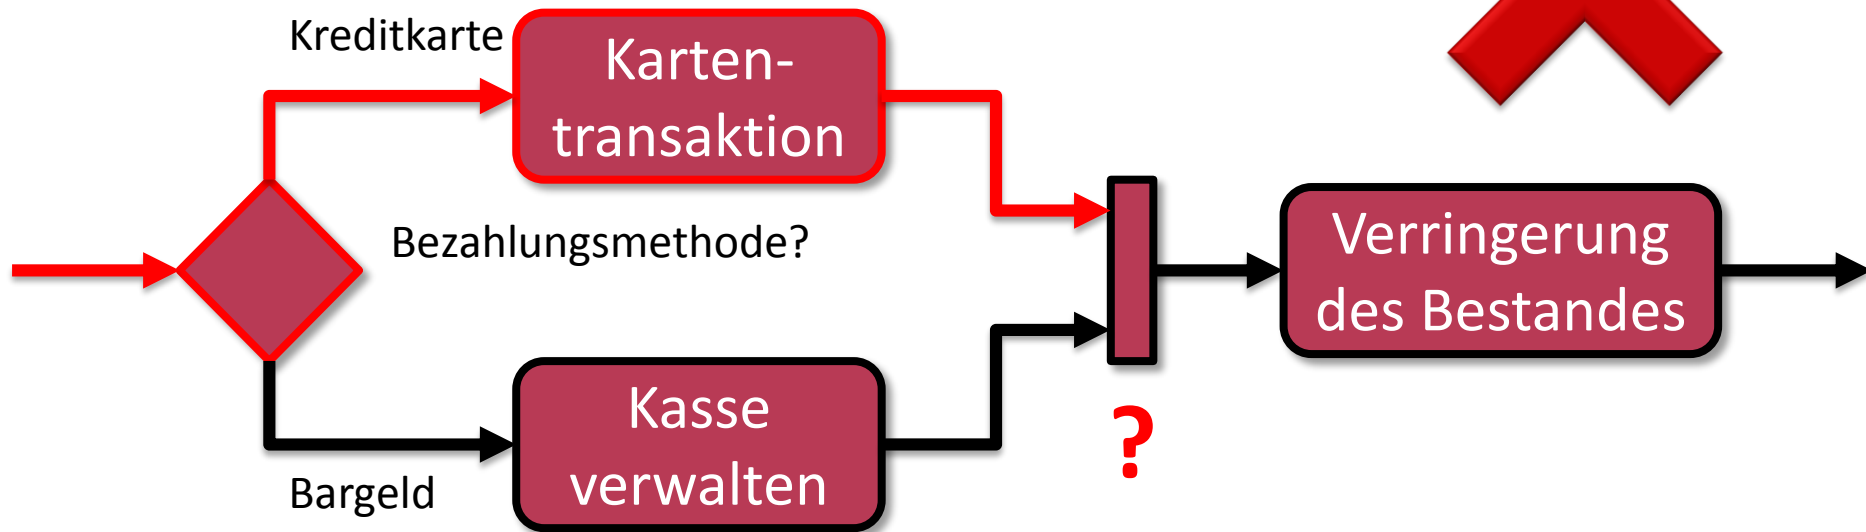 Kreditkarte
Karten-
transaktion
Bezahlungsmethode?
Verringerung
des Bestandes
Kasse
verwalten
?
Bargeld